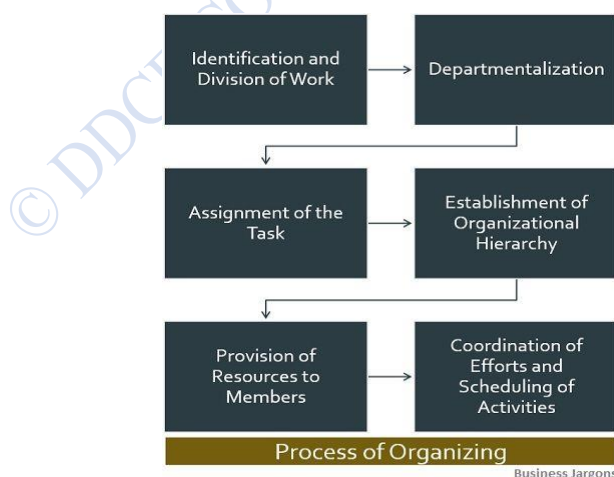 Identification and
Division of Work
Departmentalization
Assignment of the
Task
Establishment of
Organizational
Hierarchy
Provision of
Resources to
Members
Coordination of
Efforts and
Scheduling of
Activities
Process of Organizing
Business Jargons
©